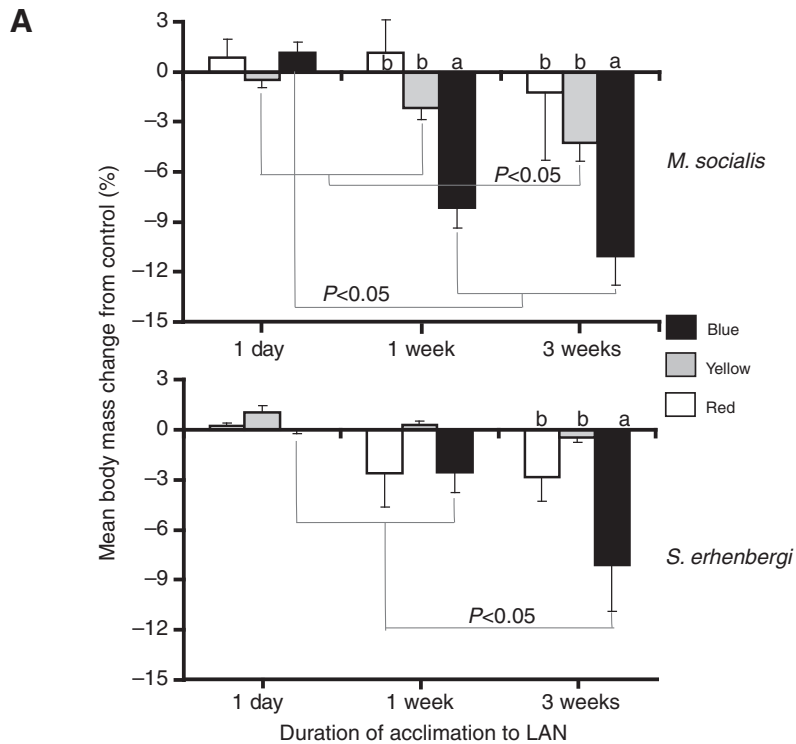 A
Mean body mass change from control (%)
3
0
−3
−6
−9
−12
−15
b b a
b b a
P<0.05
P<0.05
M. socialis
1 day 1 week 3 weeks
Blue
Yellow
Red
3
0
−3
−6
−9
−12
−15
b b a
P<0.05
S. erhenbergi
1 day 1 week 3 weeks
Duration of acclimation to LAN